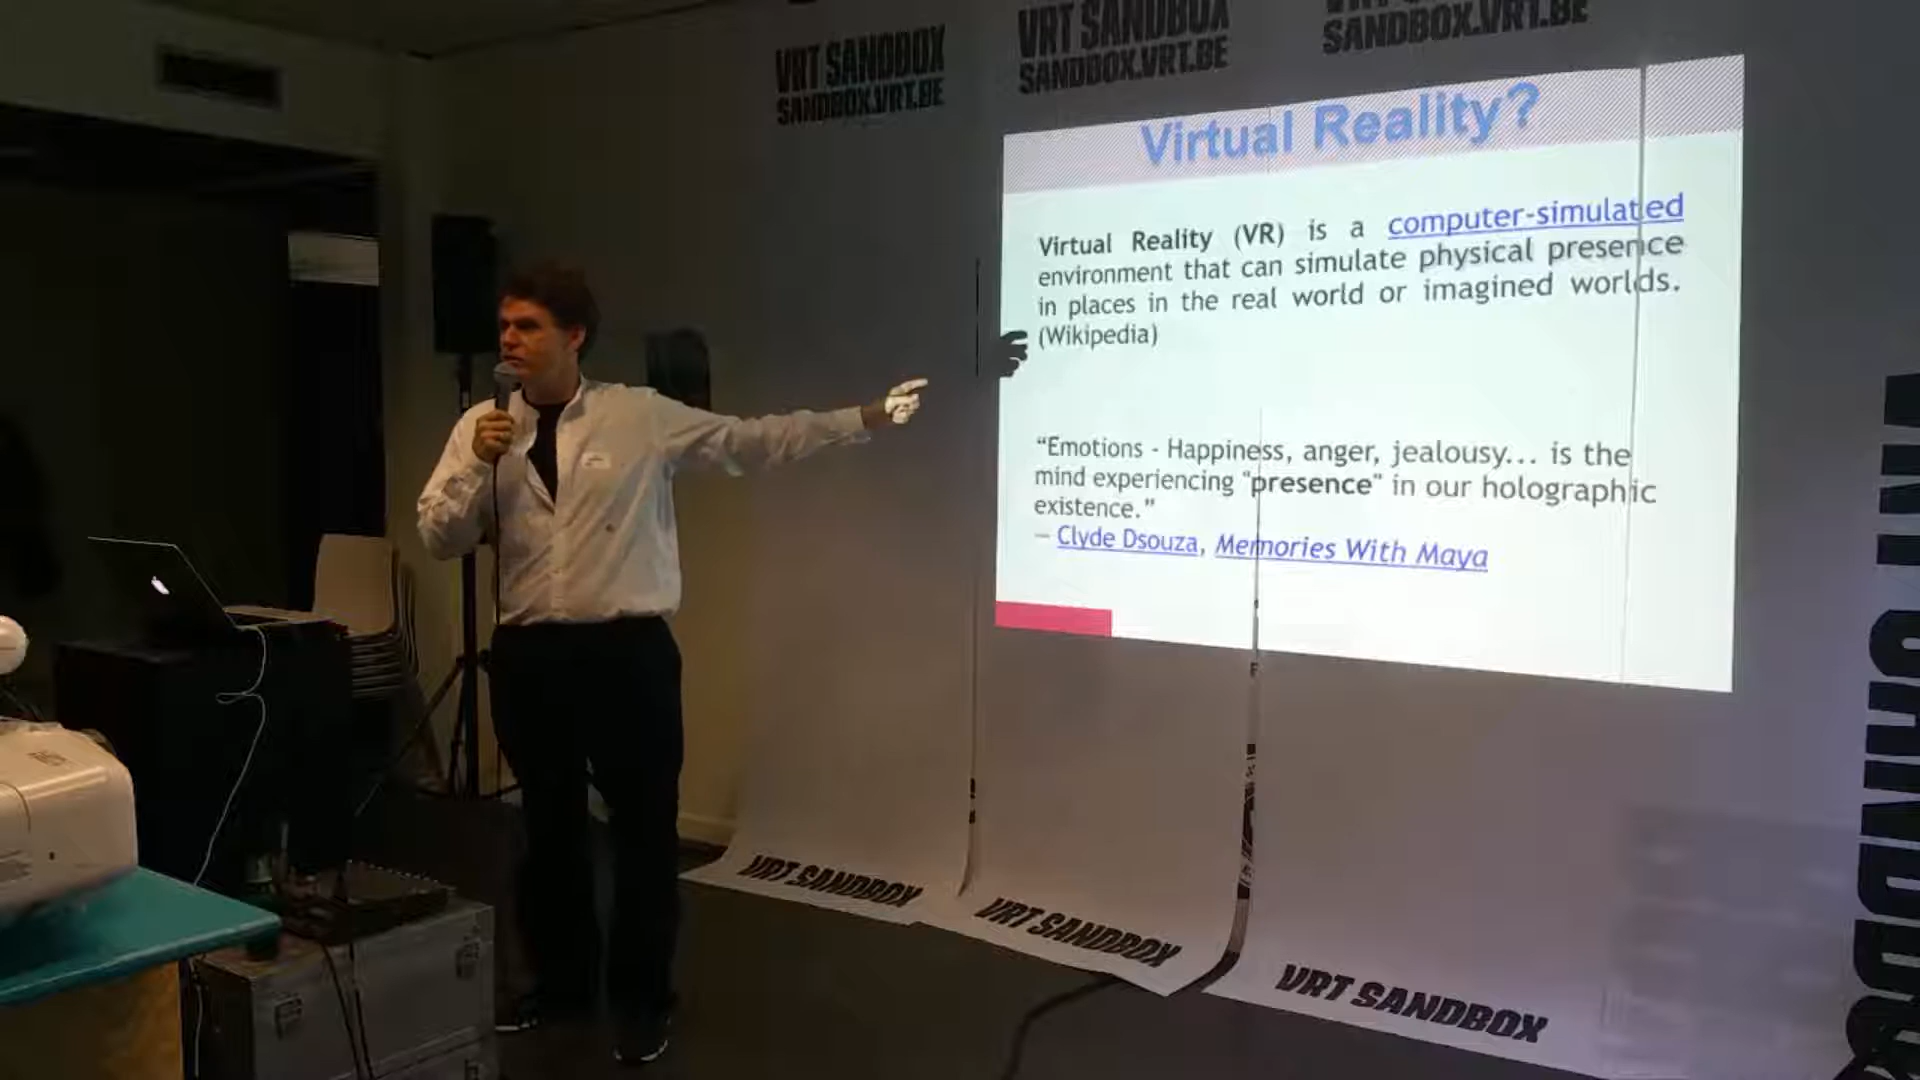 VRT SANDBOX
SANDBOX.VRT.BE
VRT SANDBOX
SANDBOX.VRT.BE
SANDBOX.VRT.BE
Virtual Reality?
Virtual Reality (VR) is a computer-simulated
environment that can simulate physical presence
in places in the real world or imagined worlds.
(Wikipedia)
“Emotions - Happiness, anger, jealousy... is the
mind experiencing "presence" in our holographic
existence.”
— Clyde Dsouza, Memories With Maya
VRT SANDBOX
VRT SANDBOX
VRT SANDBOX
VRT SANDBOX